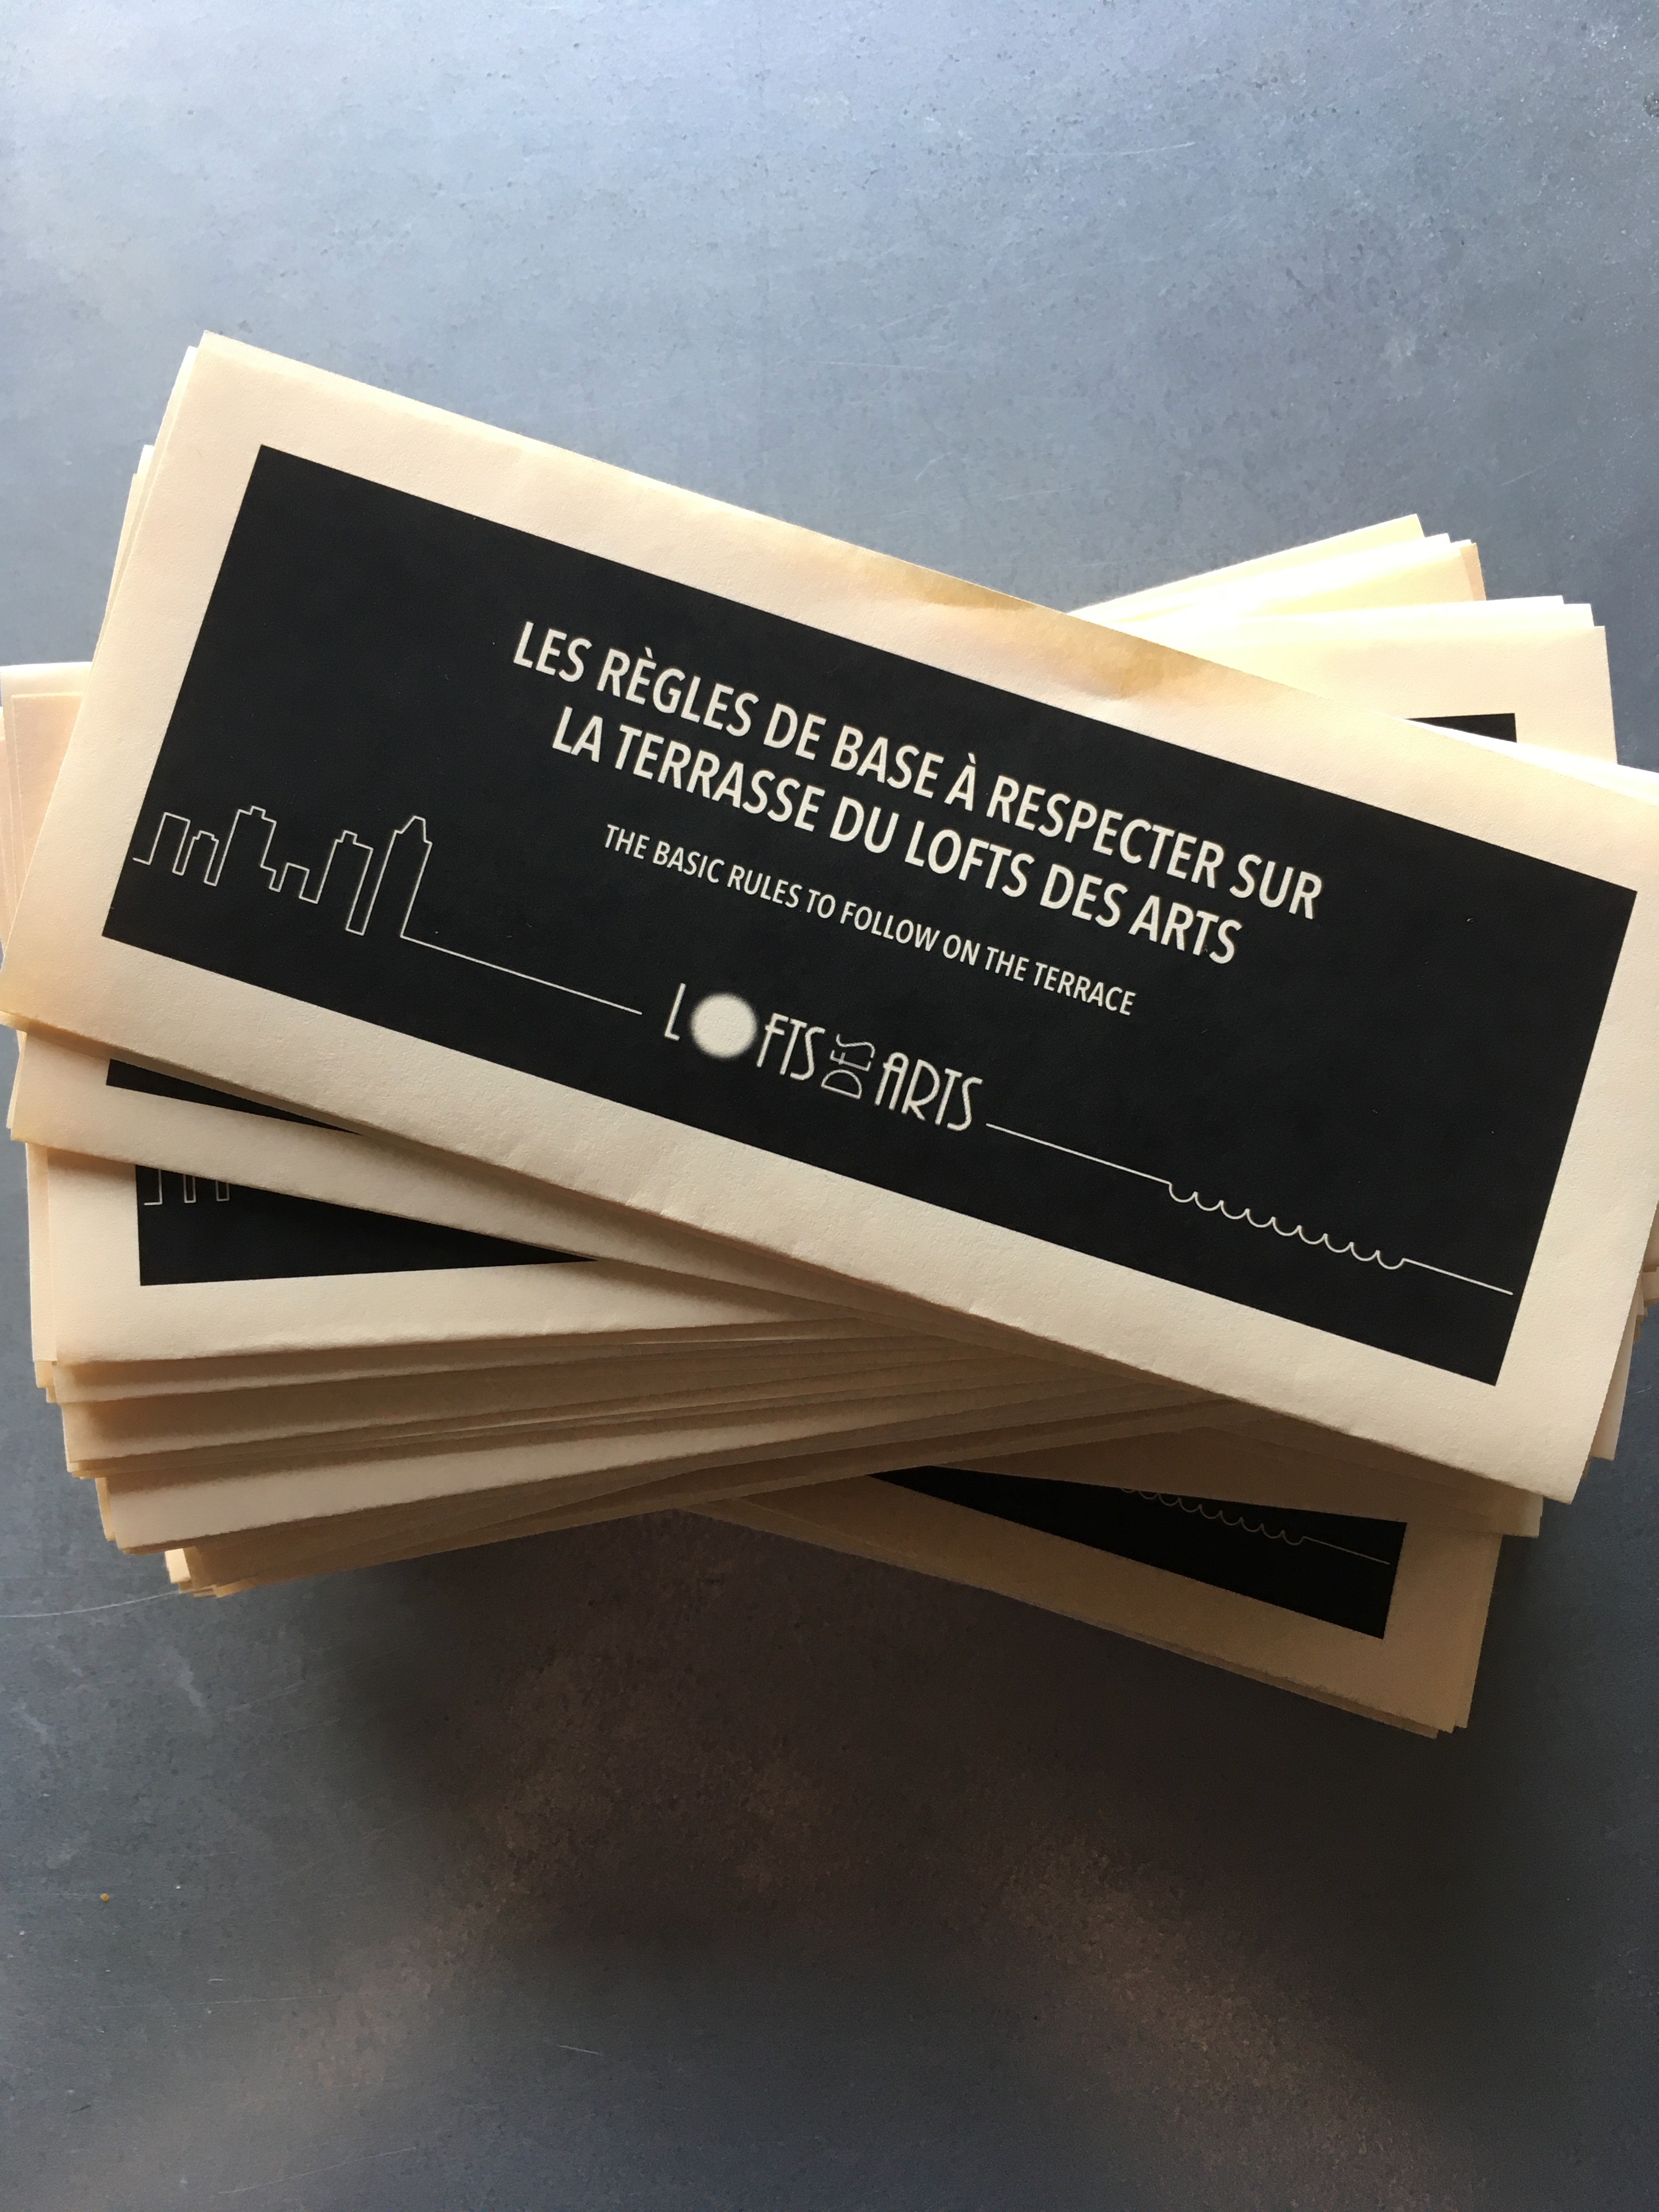 LES RÈGLES DE BASE À RESPECTER SUR
LA TERRASSE DU LOFTS DES ARTS
THE BASIC RULES TO FOLLOW ON THE TERRACE
LOFTS DES ARTS